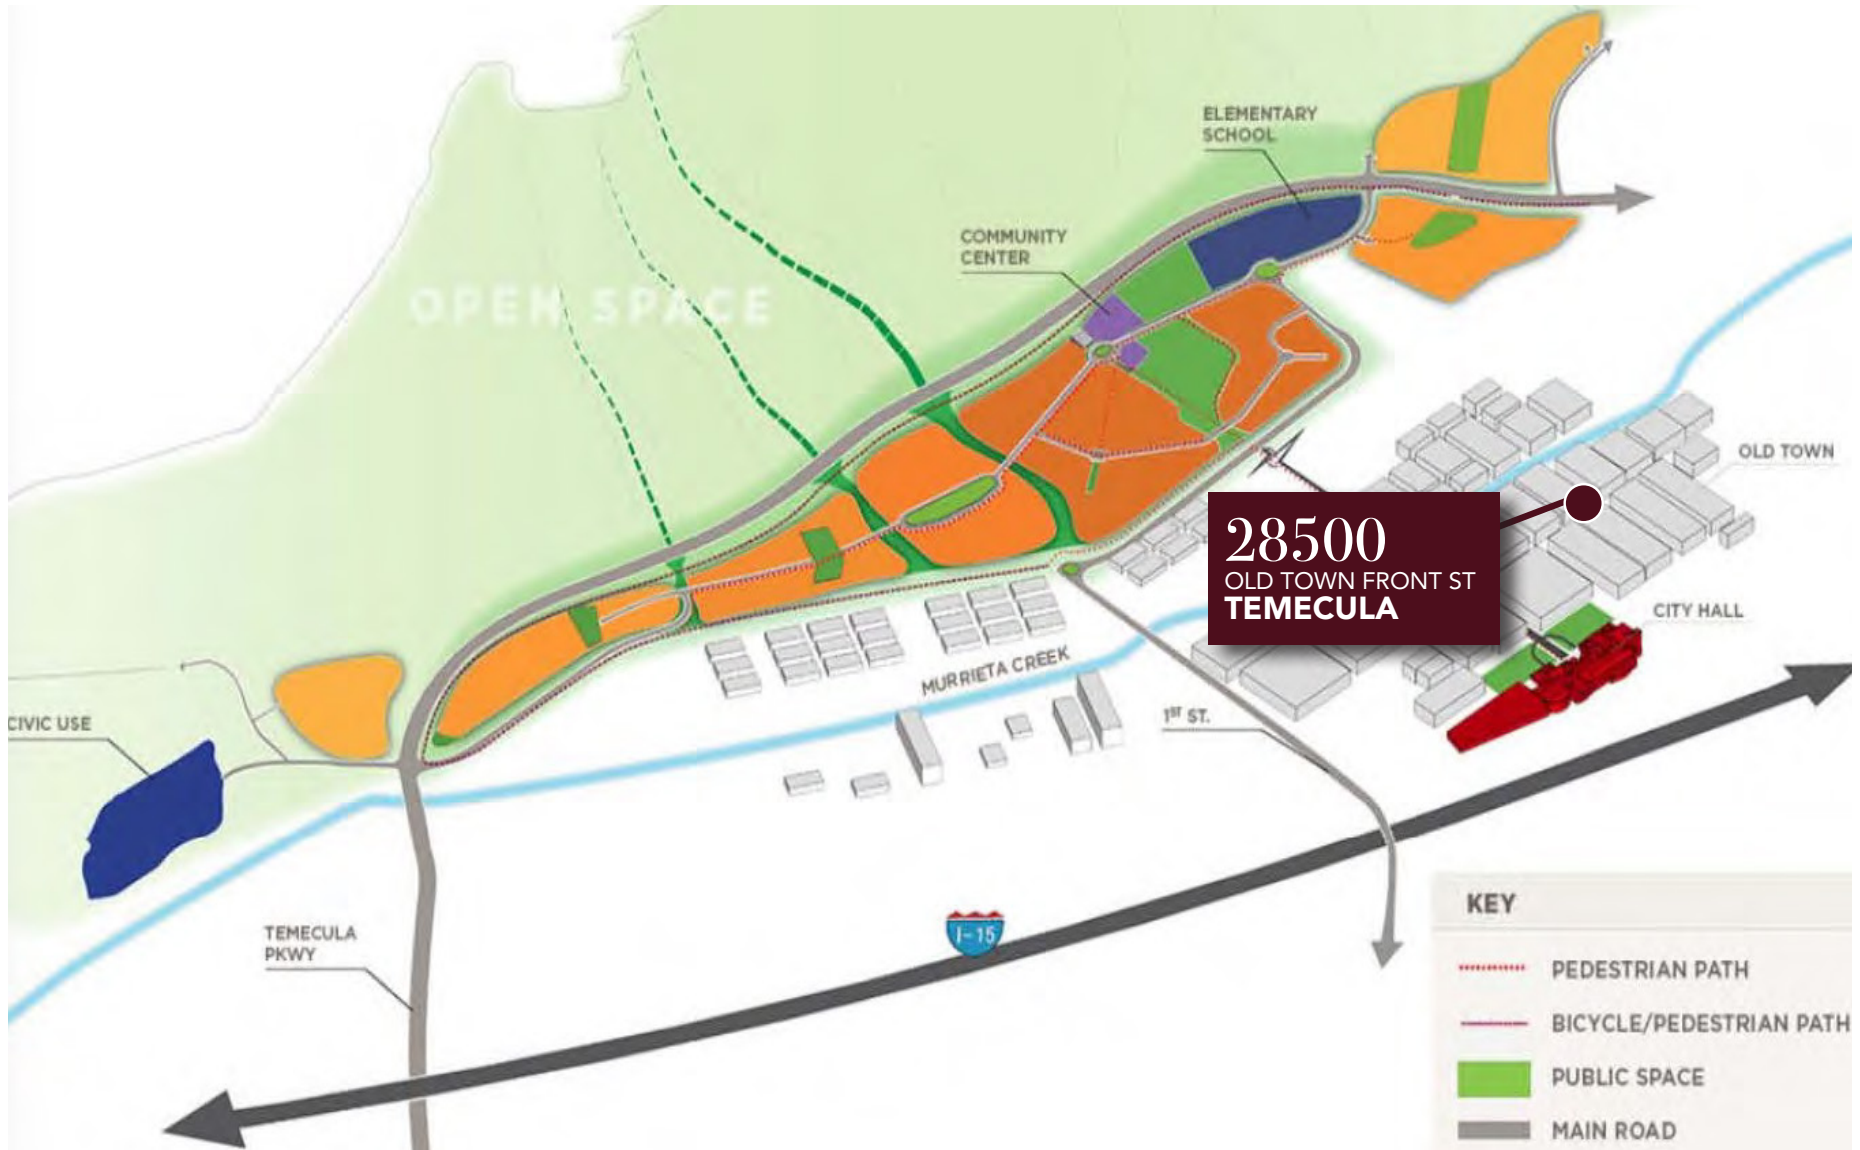 ELEMENTARY
SCHOOL
COMMUNITY
CENTER
OPEN SPACE
OLD TOWN
28500
OLD TOWN FRONT ST
TEMECULA
CITY HALL
MURRIETA CREEK
1ST ST.
CIVIC USE
TEMECULA
PKWY
I-15
KEY
PEDESTRIAN PATH
BICYCLE/PEDESTRIAN PATH
PUBLIC SPACE
MAIN ROAD